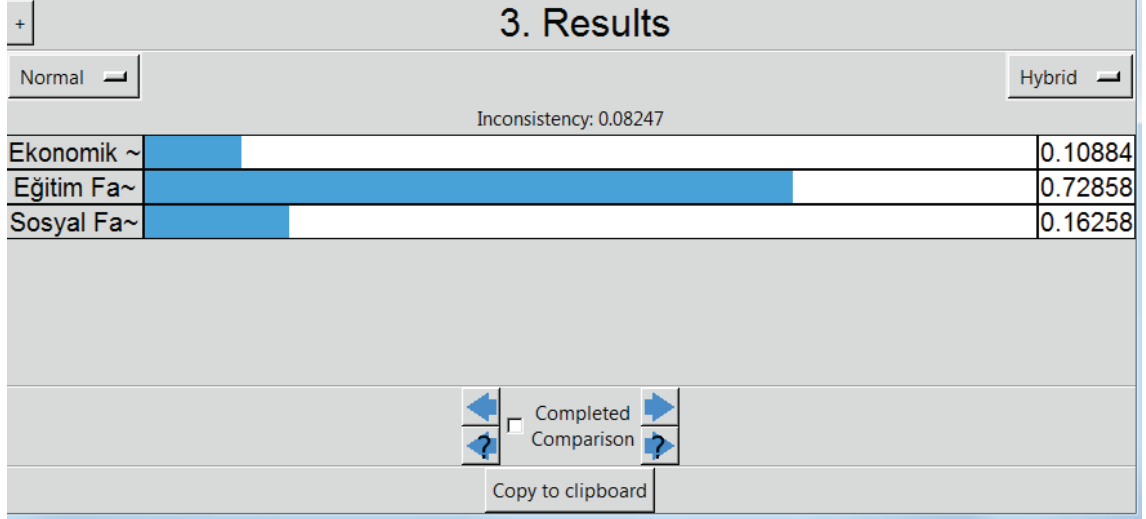 +
3. Results
Normal
Hybrid
Inconsistency: 0.08247
Ekonomik ~ 0.10884
Eğitim Fa~ 0.72858
Sosyal Fa~ 0.16258
Completed
Comparison
? ?
Copy to clipboard